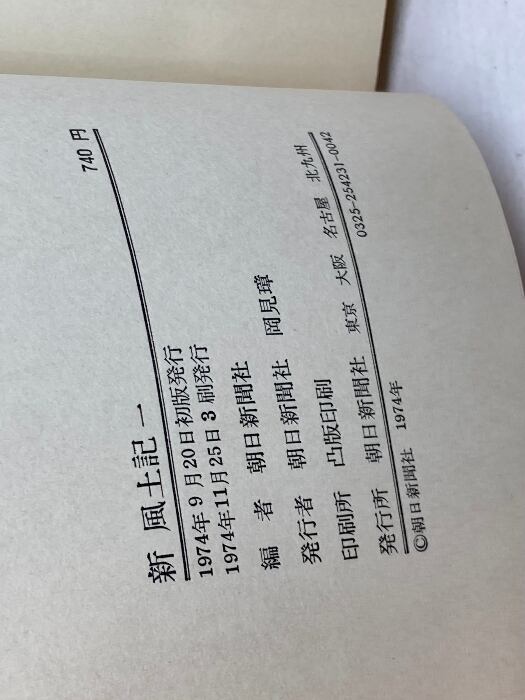 新 風土記 一
740 円
1974年 9 月20日初版発行
1974年11月25日 3 刷発行
編 者 朝日新聞社
発行者 朝日新聞社 岡見璋
印刷所 凸版印刷
発行所 朝日新聞社 東京 大阪 名古屋 北九州
©朝日新聞社 1974年 0325-254231-0042